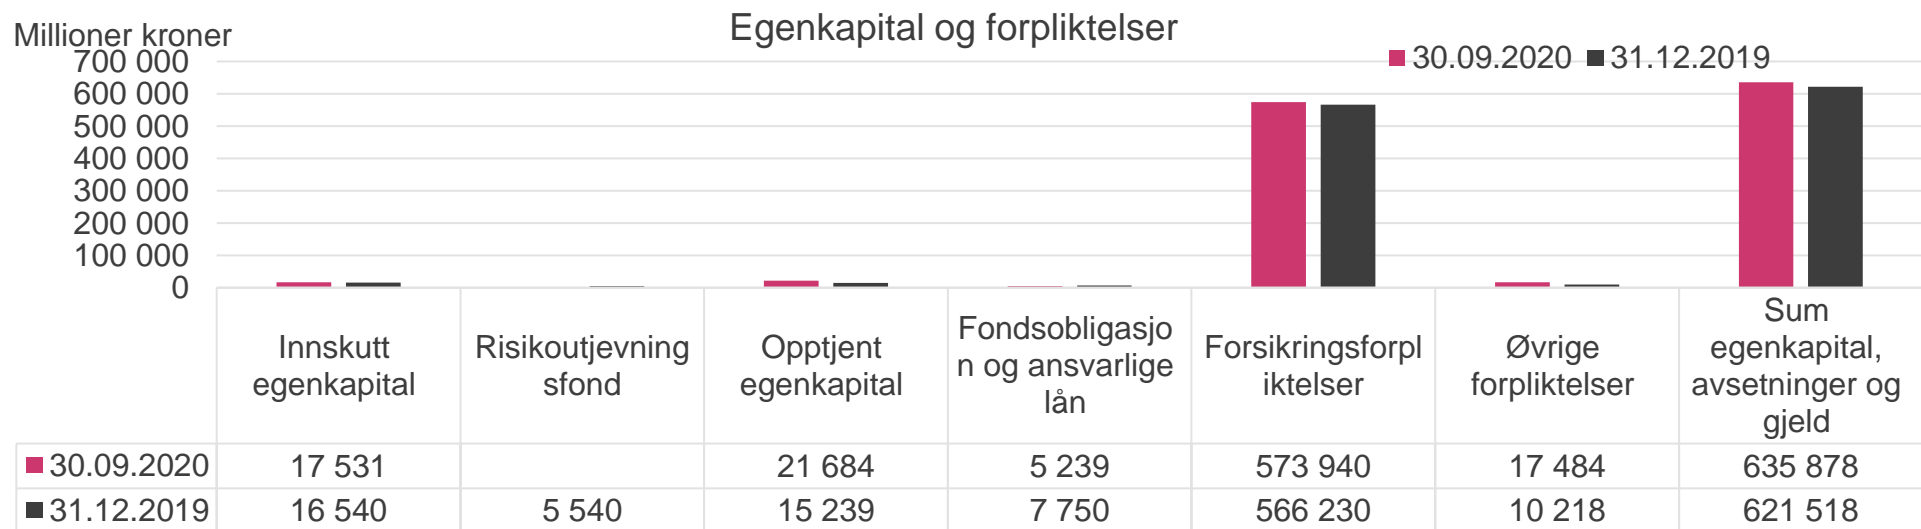 Egenkapital og forpliktelser
Millioner kroner
30.09.2020 31.12.2019
700 000
600 000
500 000
400 000
300 000
200 000
100 000
0
Innskutt
egenkapital
Risikoutjevning
sfond
Opptjent
egenkapital
Fondsobligasjo
n og ansvarlige
lån
Forsikringsforpl
iktelser
Øvrige
forpliktelser
Sum
egenkapital,
avsetninger og
gjeld
30.09.2020 17 531 21 684 5 239 573 940 17 484 635 878
31.12.2019 16 540 5 540 15 239 7 750 566 230 10 218 621 518